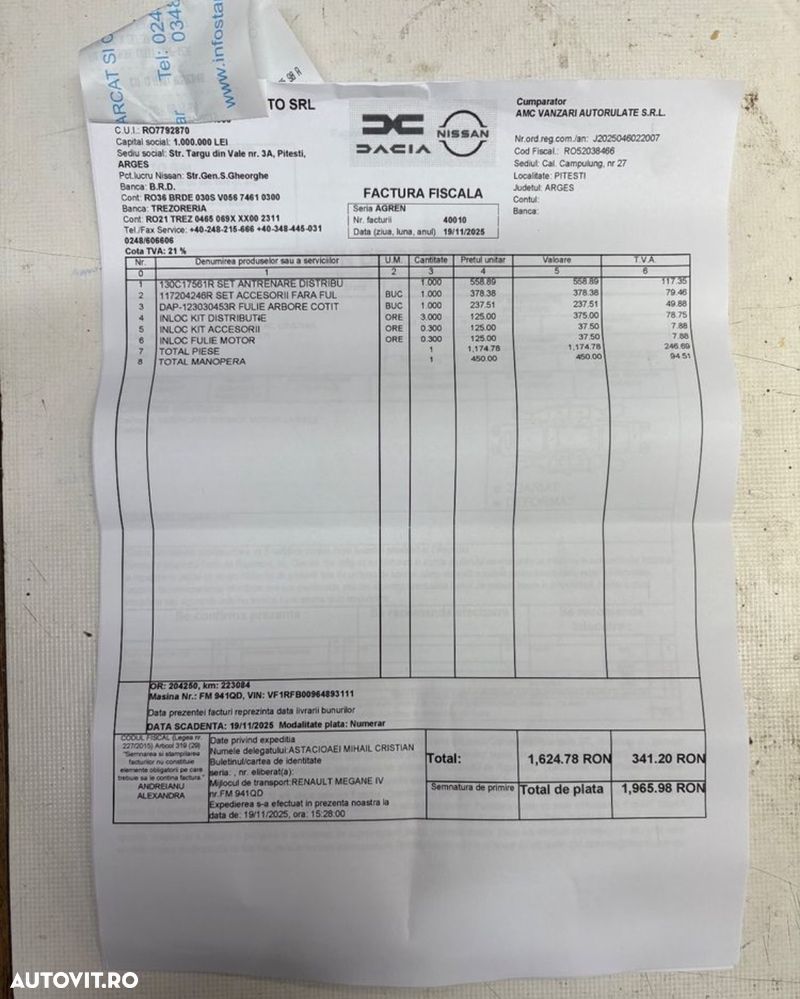 ARCAT SI
Tel: 024
0348
www.infostar
TO SRL
C.U.I.: RO7792870
Capital social: 1.000.000 LEI
Sediu social: Str. Targu din Vale nr. 3A, Pitesti,
ARGES
Pct.lucru Nissan: Str.Gen.S.Gheorghe
Banca: B.R.D.
Cont: RO36 BRDE 030S V056 7461 0300
Banca: TREZORERIA
Cont: RO21 TREZ 0465 069X XX00 2311
Tel./Fax Service: +40-248-215-666 +40-348-445-031
0248/606606
Cota TVA: 21 %
DACIA
NISSAN
FACTURA FISCALA
Seria AGREN
Nr. facturii 40010
Data (ziua, luna, anul) 19/11/2025
Cumparator
AMC VANZARI AUTORULATE S.R.L.
Nr.ord.reg.com./an: J2025046022007
Cod Fiscal.: RO52038466
Sediul: Cal. Campulung, nr 27
Localitate: PITESTI
Judetul: ARGES
Contul:
Banca:
Nr. Denumirea produselor sau a serviciilor U.M. Cantitate Pretul unitar Valoare T.V.A.
0 1 2 3 4 5 6
1 130C17561R SET ANTRENARE DISTRIBU 1.000 558.89 558.89 117.35
2 117204246R SET ACCESORII FARA FUL BUC 1.000 378.38 378.38 79.46
3 DAP-123030453R FULIE ARBORE COTIT BUC 1.000 237.51 237.51 49.88
4 INLOC KIT DISTRIBUTIE ORE 3.000 125.00 375.00 78.75
5 INLOC KIT ACCESORII ORE 0.300 125.00 37.50 7.88
6 INLOC FULIE MOTOR ORE 0.300 125.00 37.50 7.88
7 TOTAL PIESE 1 1,174.78 1,174.78 246.69
8 TOTAL MANOPERA 1 450.00 450.00 94.51
OR: 204250, km: 223084
Masina Nr.: FM 941QD, VIN: VF1RFB00964893111
Data prezentei facturi reprezinta data livrarii bunurilor
DATA SCADENTA: 19/11/2025 Modalitate plata: Numerar
CODUL FISCAL (Legea nr.
227/2015) Articol 319 (29)
"Semnarea si stampilarea
facturilor nu constituie
elemente obligatorii pe care
trebuie sa le contina factura."
ANDREIANU
ALEXANDRA
Date privind expeditia
Numele delegatului:ASTACIOAEI MIHAIL CRISTIAN
Buletinul/cartea de identitate
seria: , nr. eliberat(a):
Mijlocul de transport:RENAULT MEGANE IV
nr.FM 941QD
Expedierea s-a efectuat in prezenta noastra la
data de: 19/11/2025, ora: 15:28:00
Total: 1,624.78 RON 341.20 RON
Semnatura de primire Total de plata 1,965.98 RON
AUTOVIT.RO